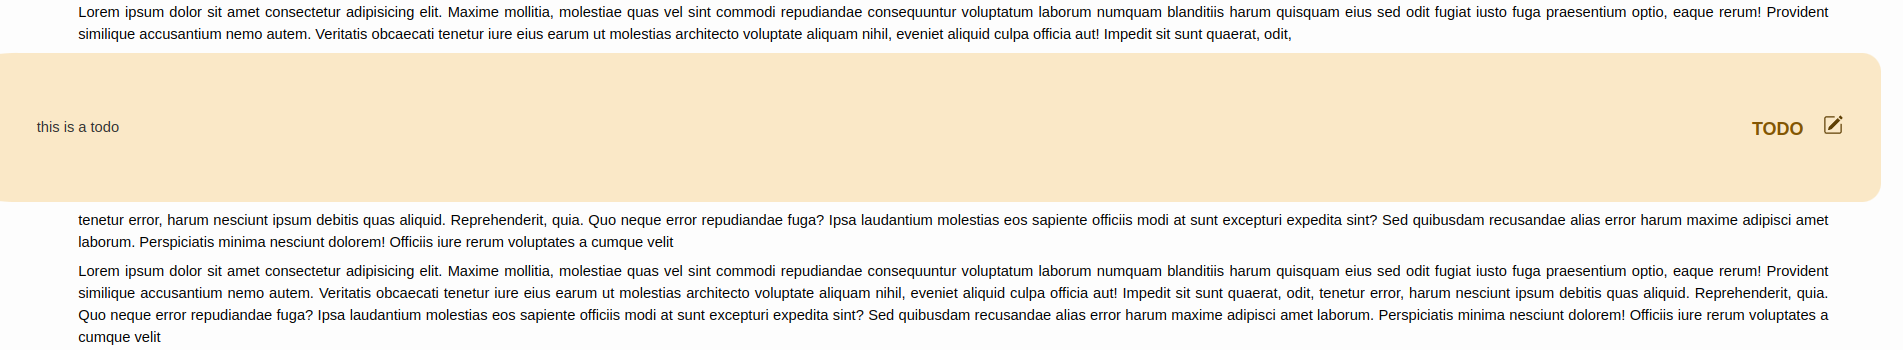 Lorem ipsum dolor sit amet consectetur adipisicing elit. Maxime mollitia, molestiae quas vel sint commodi repudiandae consequuntur voluptatum laborum numquam blanditiis harum quisquam eius sed odit fugiat iusto fuga praesentium optio, eaque rerum! Provident
similique accusantium nemo autem. Veritatis obcaecati tenetur iure eius earum ut molestias architecto voluptate aliquam nihil, eveniet aliquid culpa officia aut! Impedit sit sunt quaerat, odit,
this is a todo
TODO
tenetur error, harum nesciunt ipsum debitis quas aliquid. Reprehenderit, quia. Quo neque error repudiandae fuga? Ipsa laudantium molestias eos sapiente officiis modi at sunt excepturi expedita sint? Sed quibusdam recusandae alias error harum maxime adipisci amet
laborum. Perspiciatis minima nesciunt dolorem! Officiis iure rerum voluptates a cumque velit
Lorem ipsum dolor sit amet consectetur adipisicing elit. Maxime mollitia, molestiae quas vel sint commodi repudiandae consequuntur voluptatum laborum numquam blanditiis harum quisquam eius sed odit fugiat iusto fuga praesentium optio, eaque rerum! Provident
similique accusantium nemo autem. Veritatis obcaecati tenetur iure eius earum ut molestias architecto voluptate aliquam nihil, eveniet aliquid culpa officia aut! Impedit sit sunt quaerat, odit, tenetur error, harum nesciunt ipsum debitis quas aliquid. Reprehenderit, quia.
Quo neque error repudiandae fuga? Ipsa laudantium molestias eos sapiente officiis modi at sunt excepturi expedita sint? Sed quibusdam recusandae alias error harum maxime adipisci amet laborum. Perspiciatis minima nesciunt dolorem! Officiis iure rerum voluptates a
cumque velit